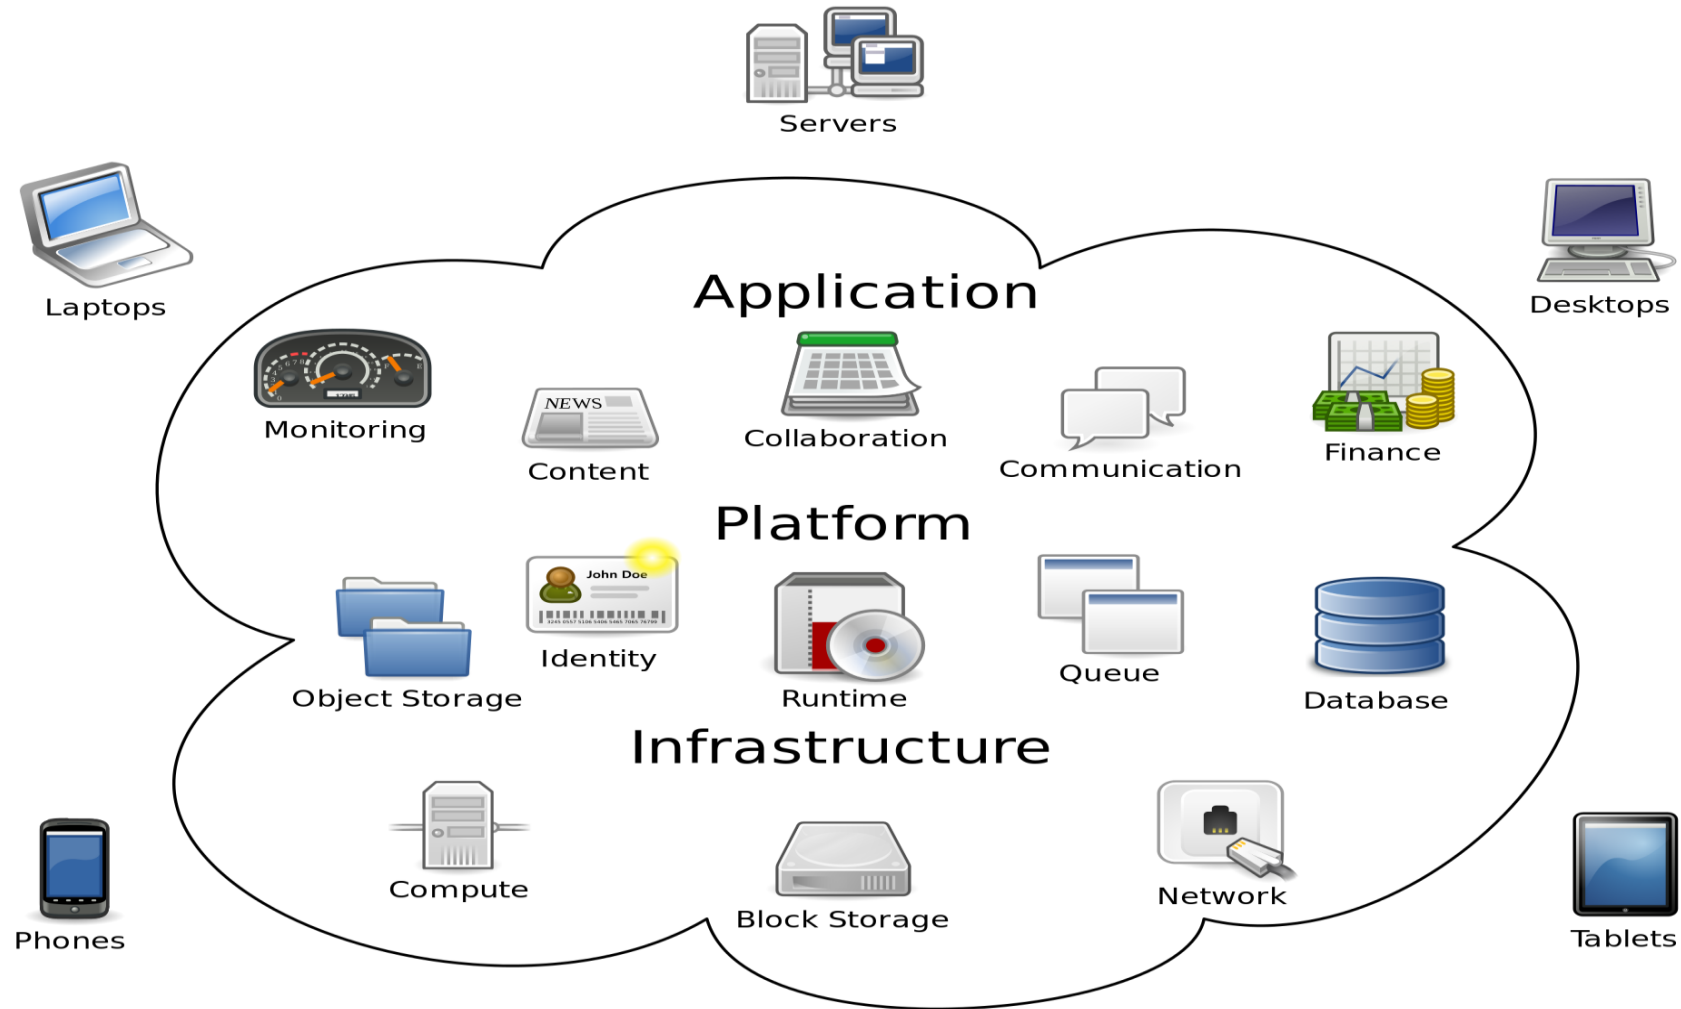 Servers
Laptops
Desktops
Application
Monitoring
NEWS
Content
Collaboration
Communication
Finance
Platform
John Doe
Object Storage
Identity
Runtime
Queue
Database
Infrastructure
Compute
Block Storage
Network
Phones
Tablets